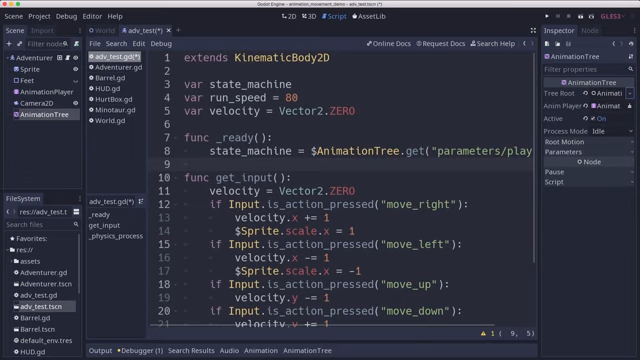 Godot Engine - animation_movement_demo - adv_test.tscn(*)
Scene Project Debug Editor Help
2D 3D Script AssetLib
GLES3
Scene Import
Filter nodes
Adventurer
Sprite
Feet
AnimationPlayer
Camera2D
AnimationTree
FileSystem
res://adv_test.t
Favorites:
res://
assets
Adventurer.gd
Adventurer.tscn
adv_test.gd
adv_test.tscn
Barrel.gd
Barrel.tscn
default_env.tres
HUD.gd
World adv_test(*)
File Search Edit Go To Debug
Online Docs Request Docs Search Help
adv_test.gd(*)
Adventurer.gd
Barrel.gd
HUD.gd
HurtBox.gd
Minotaur.gd
World.gd
adv_test.gd(*)
_ready
get_input
_physics_process
1 extends KinematicBody2D
2
3 var state_machine
4 var run_speed = 80
5 var velocity = Vector2.ZERO
6
7 func _ready():
8 state_machine = $AnimationTree.get("parameters/play
9
10 func get_input():
11 velocity = Vector2.ZERO
12 if Input.is_action_pressed("move_right"):
13 velocity.x += 1
14 $Sprite.scale.x = 1
15 if Input.is_action_pressed("move_left"):
16 velocity.x -= 1
17 $Sprite.scale.x = -1
18 if Input.is_action_pressed("move_up"):
19 velocity.y -= 1
20 if Input.is_action_pressed("move_down"):
21 velocity.y += 1
1 ( 9, 5)
Output Debugger (1) Search Results Audio Animation AnimationTree
Inspector Node
AnimationTree
Filter properties
AnimationTree
Tree Root Animati
Anim Player Animat
Active On
Process Mode Idle
Root Motion
Parameters
Node
Pause
Script